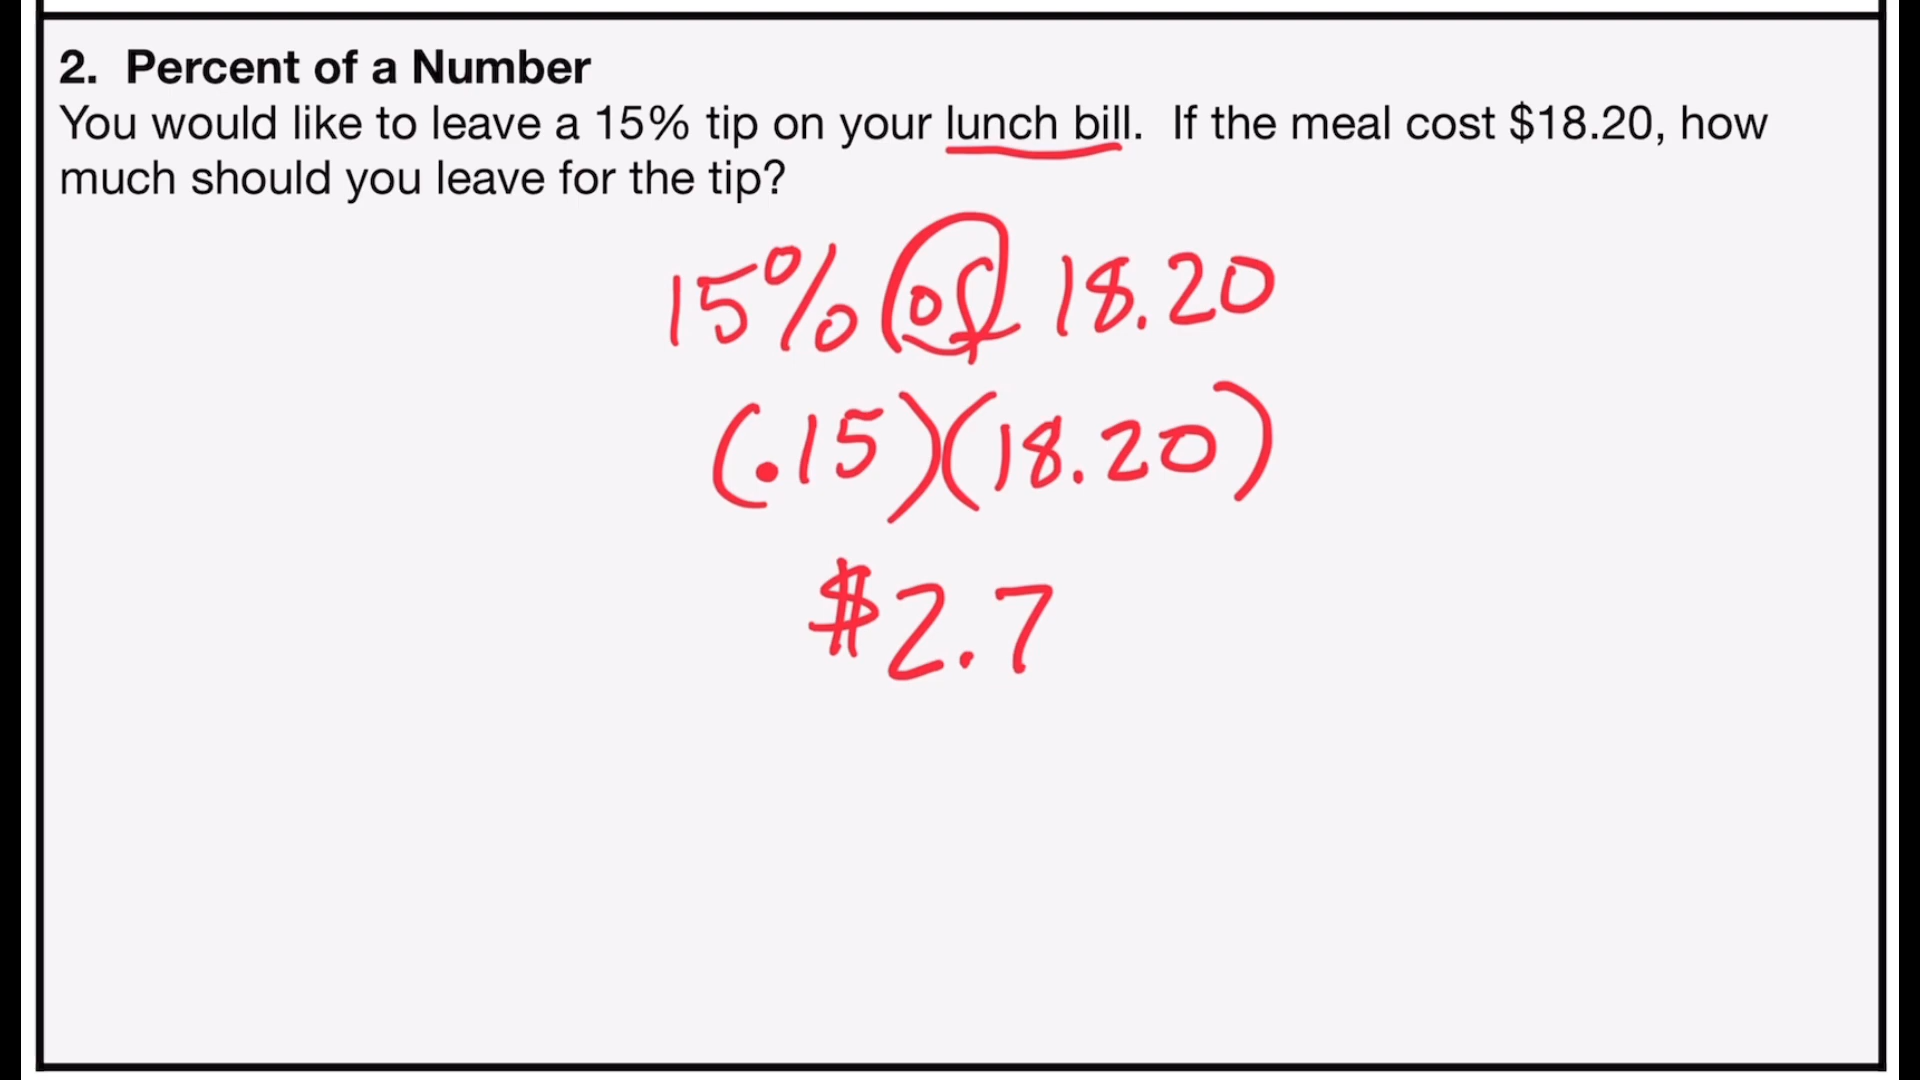 2. Percent of a Number
You would like to leave a 15% tip on your lunch bill. If the meal cost $18.20, how
much should you leave for the tip?
15% of 18.20
(.15)(18.20)
$2.7